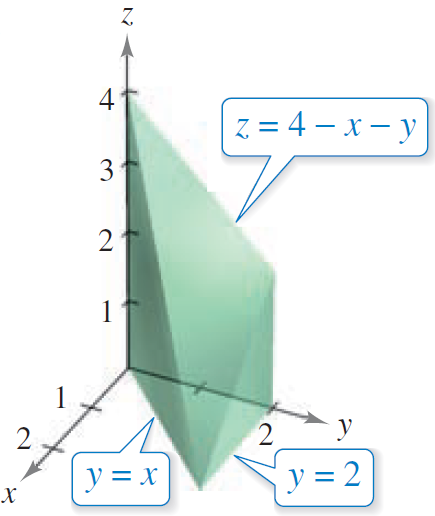 z
4
z = 4 − x − y
3
2
1
1
2
2
y
x
y = x
y = 2